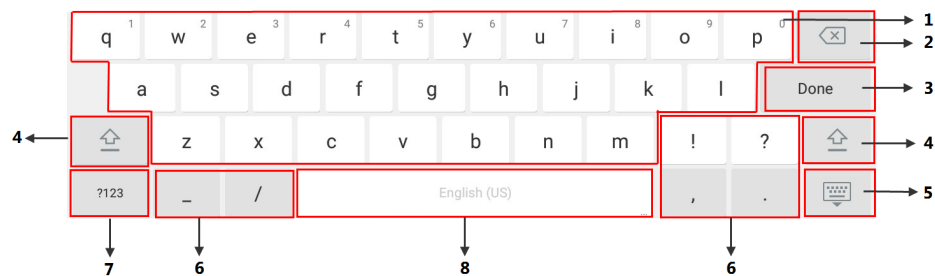 1 2 3 4 5 6 7 8 9 0 1
q w e r t y u i o p 2
a s d f g h j k l Done 3
4 z x c v b n m ! ? 4
?123 _ / English (US) , . 5
7 6 8 6